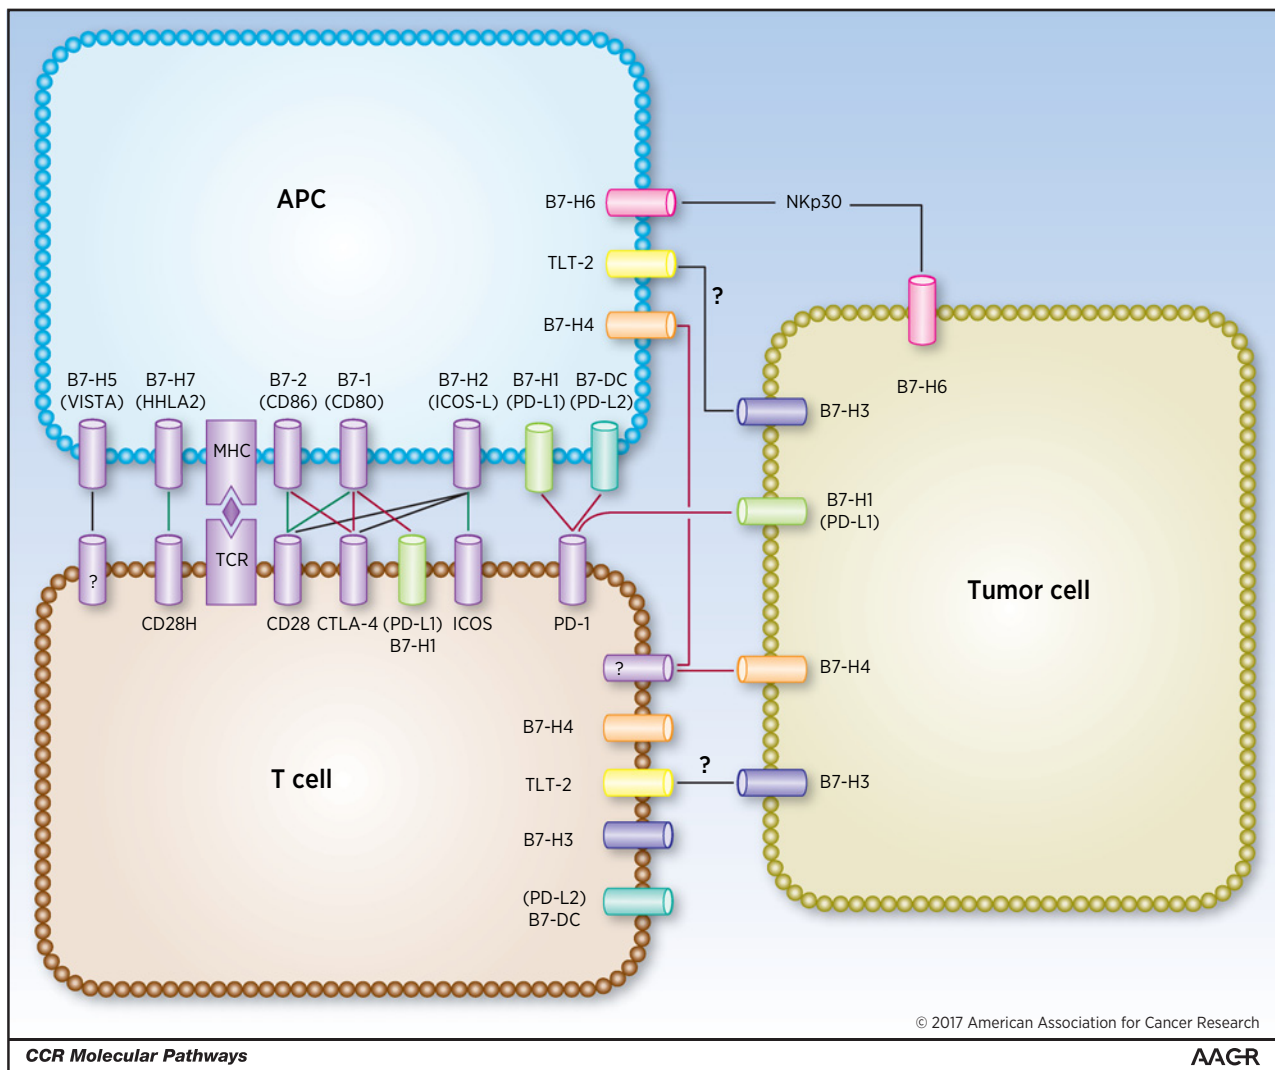 APC
B7-H6
NKp30
TLT-2
?
B7-H4
B7-H5
(VISTA)
B7-H7
(HHLA2)
B7-2
(CD86)
B7-1
(CD80)
B7-H2
(ICOS-L)
B7-H1
(PD-L1)
B7-DC
(PD-L2)
MHC
TCR
?
CD28H
CD28
CTLA-4
(PD-L1)
B7-H1
ICOS
PD-1
B7-H6
B7-H3
B7-H1
(PD-L1)
Tumor cell
B7-H4
B7-H3
T cell
?
B7-H4
TLT-2
?
B7-H3
(PD-L2)
B7-DC
© 2017 American Association for Cancer Research
CCR Molecular Pathways
AACR